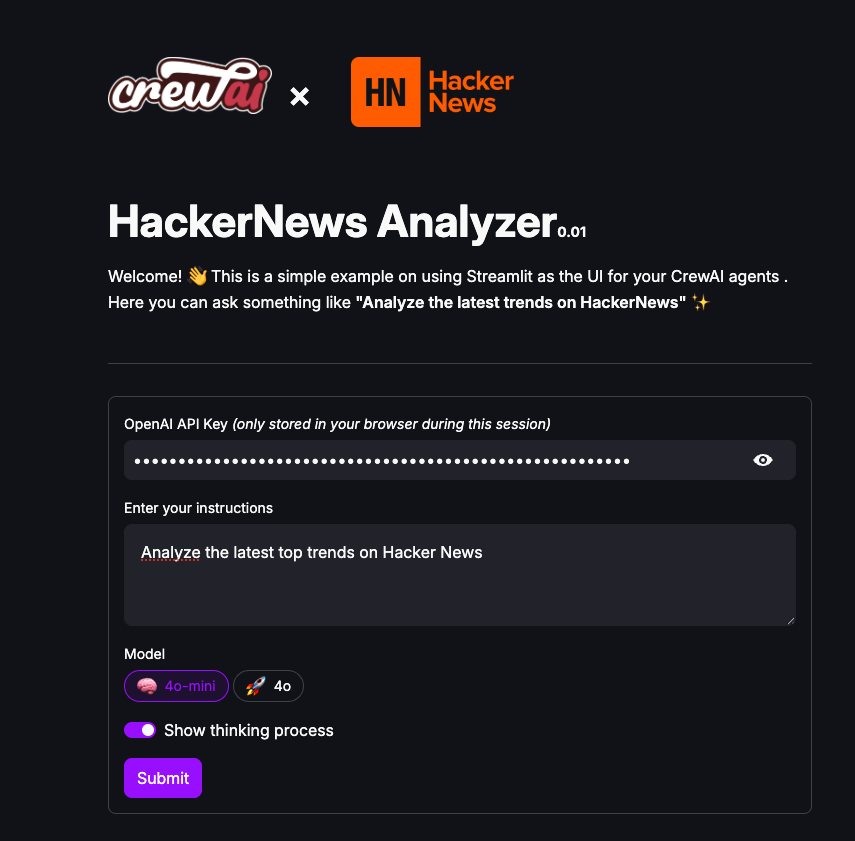 crewai × HN Hacker
News
HackerNews Analyzer 0.01
Welcome! 👋 This is a simple example on using Streamlit as the UI for your CrewAI agents .
Here you can ask something like "Analyze the latest trends on HackerNews" ✨
OpenAI API Key (only stored in your browser during this session)
••••••••••••••••••••••••••••••••••••••••••••••••••••••••
Enter your instructions
Analyze the latest top trends on Hacker News
Model
🧠 4o-mini 🚀 4o
Show thinking process
Submit